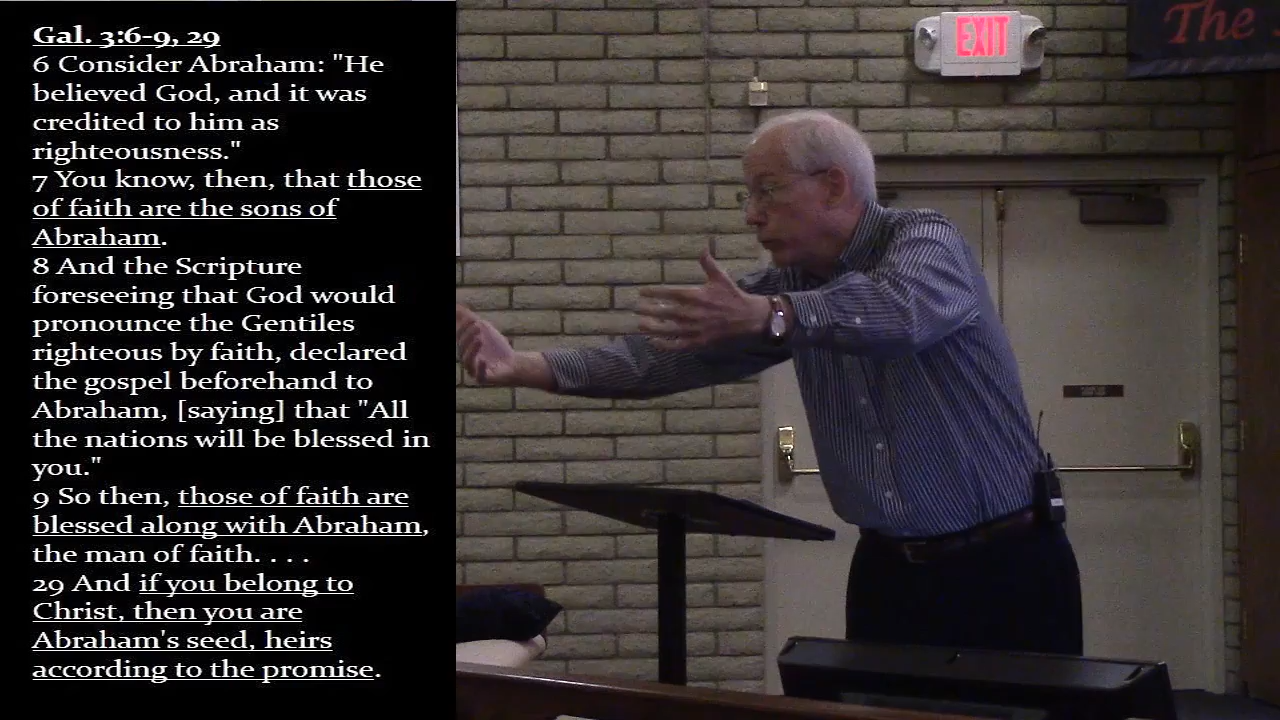 Gal. 3:6-9, 29
6 Consider Abraham: "He
believed God, and it was
credited to him as
righteousness."
7 You know, then, that those
of faith are the sons of
Abraham.
8 And the Scripture
foreseeing that God would
pronounce the Gentiles
righteous by faith, declared
the gospel beforehand to
Abraham, [saying] that "All
the nations will be blessed in
you."
9 So then, those of faith are
blessed along with Abraham,
the man of faith. . . .
29 And if you belong to
Christ, then you are
Abraham's seed, heirs
according to the promise.
EXIT
The